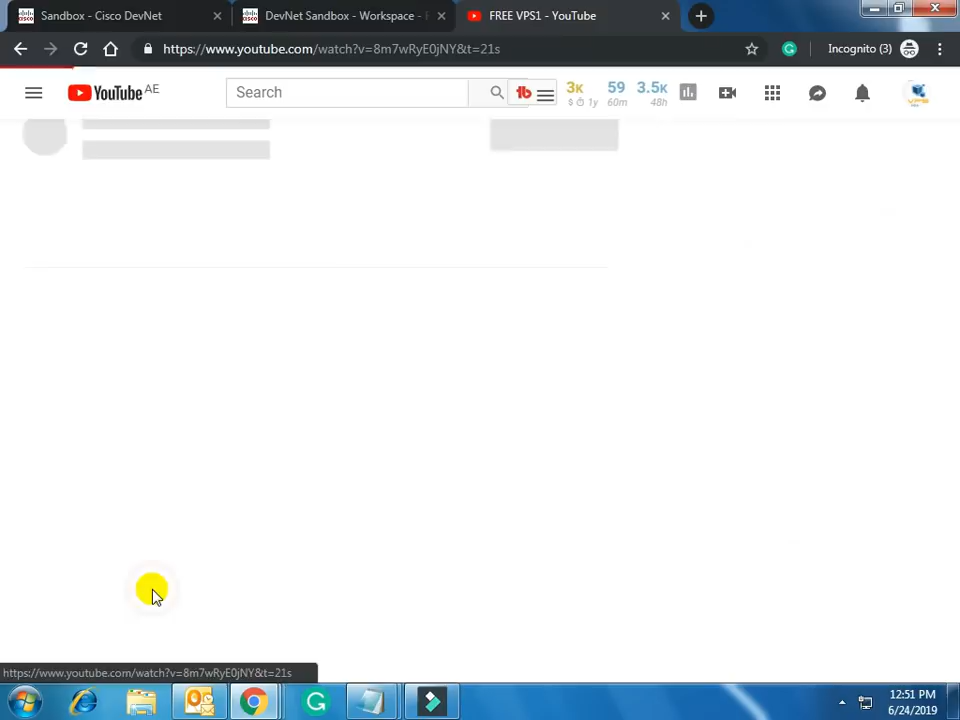 Sandbox - Cisco DevNet
DevNet Sandbox - Workspace - F
FREE VPS1 - YouTube
https://www.youtube.com/watch?v=8m7wRyE0jNY&t=21s
Incognito (3)
YouTube AE
Search
3K
$ 1y
59
60m
3.5K
48h
https://www.youtube.com/watch?v=8m7wRyE0jNY&t=21s
12:51 PM
6/24/2019